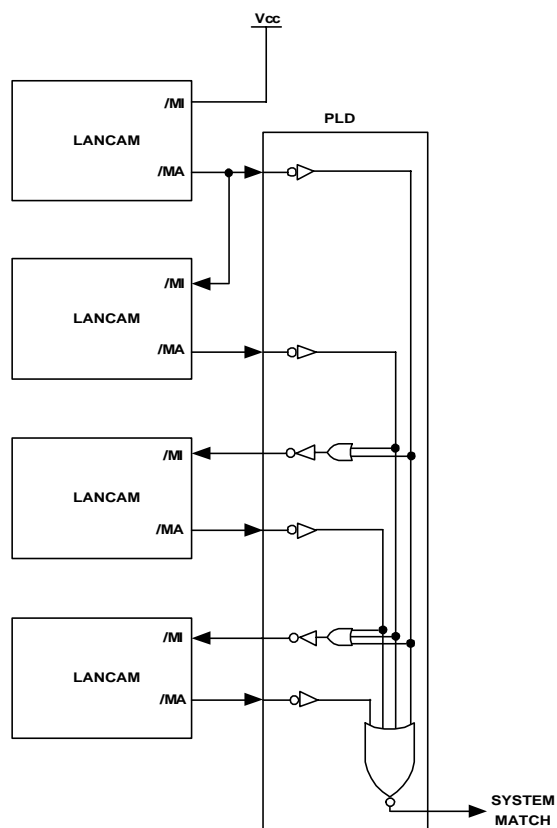 Vcc
/MI
LANCAM
/MA
PLD
/MI
LANCAM
/MA
/MI
LANCAM
/MA
/MI
LANCAM
/MA
SYSTEM
MATCH